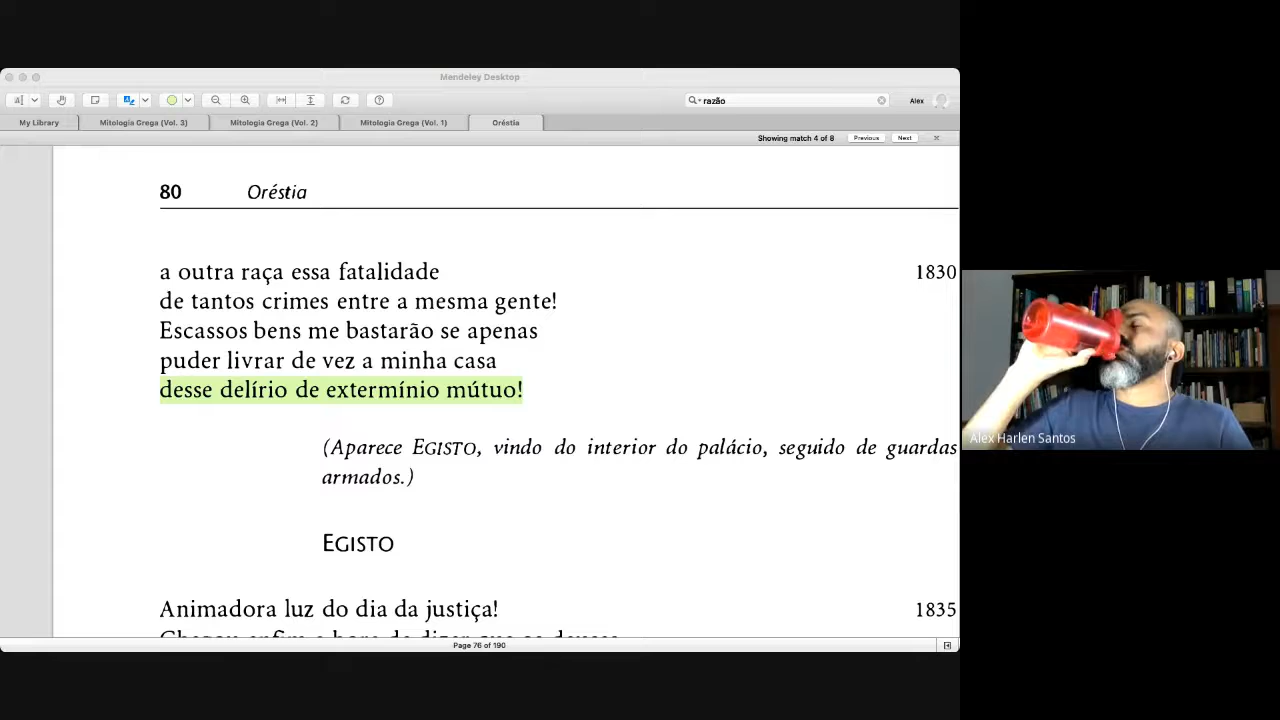 Mendeley Desktop
razão
Alex
My Library
Mitologia Grega (Vol. 3)
Mitologia Grega (Vol. 2)
Mitologia Grega (Vol. 1)
Oréstia
Showing match 4 of 8
Previous
Next
80 Oréstia
a outra raça essa fatalidade 1830
de tantos crimes entre a mesma gente!
Escassos bens me bastarão se apenas
puder livrar de vez a minha casa
desse delírio de extermínio mútuo!
(Aparece EGISTO, vindo do interior do palácio, seguido de guardas
armados.)
EGISTO
Animadora luz do dia da justiça! 1835
Page 76 of 190
Alex Harlen Santos